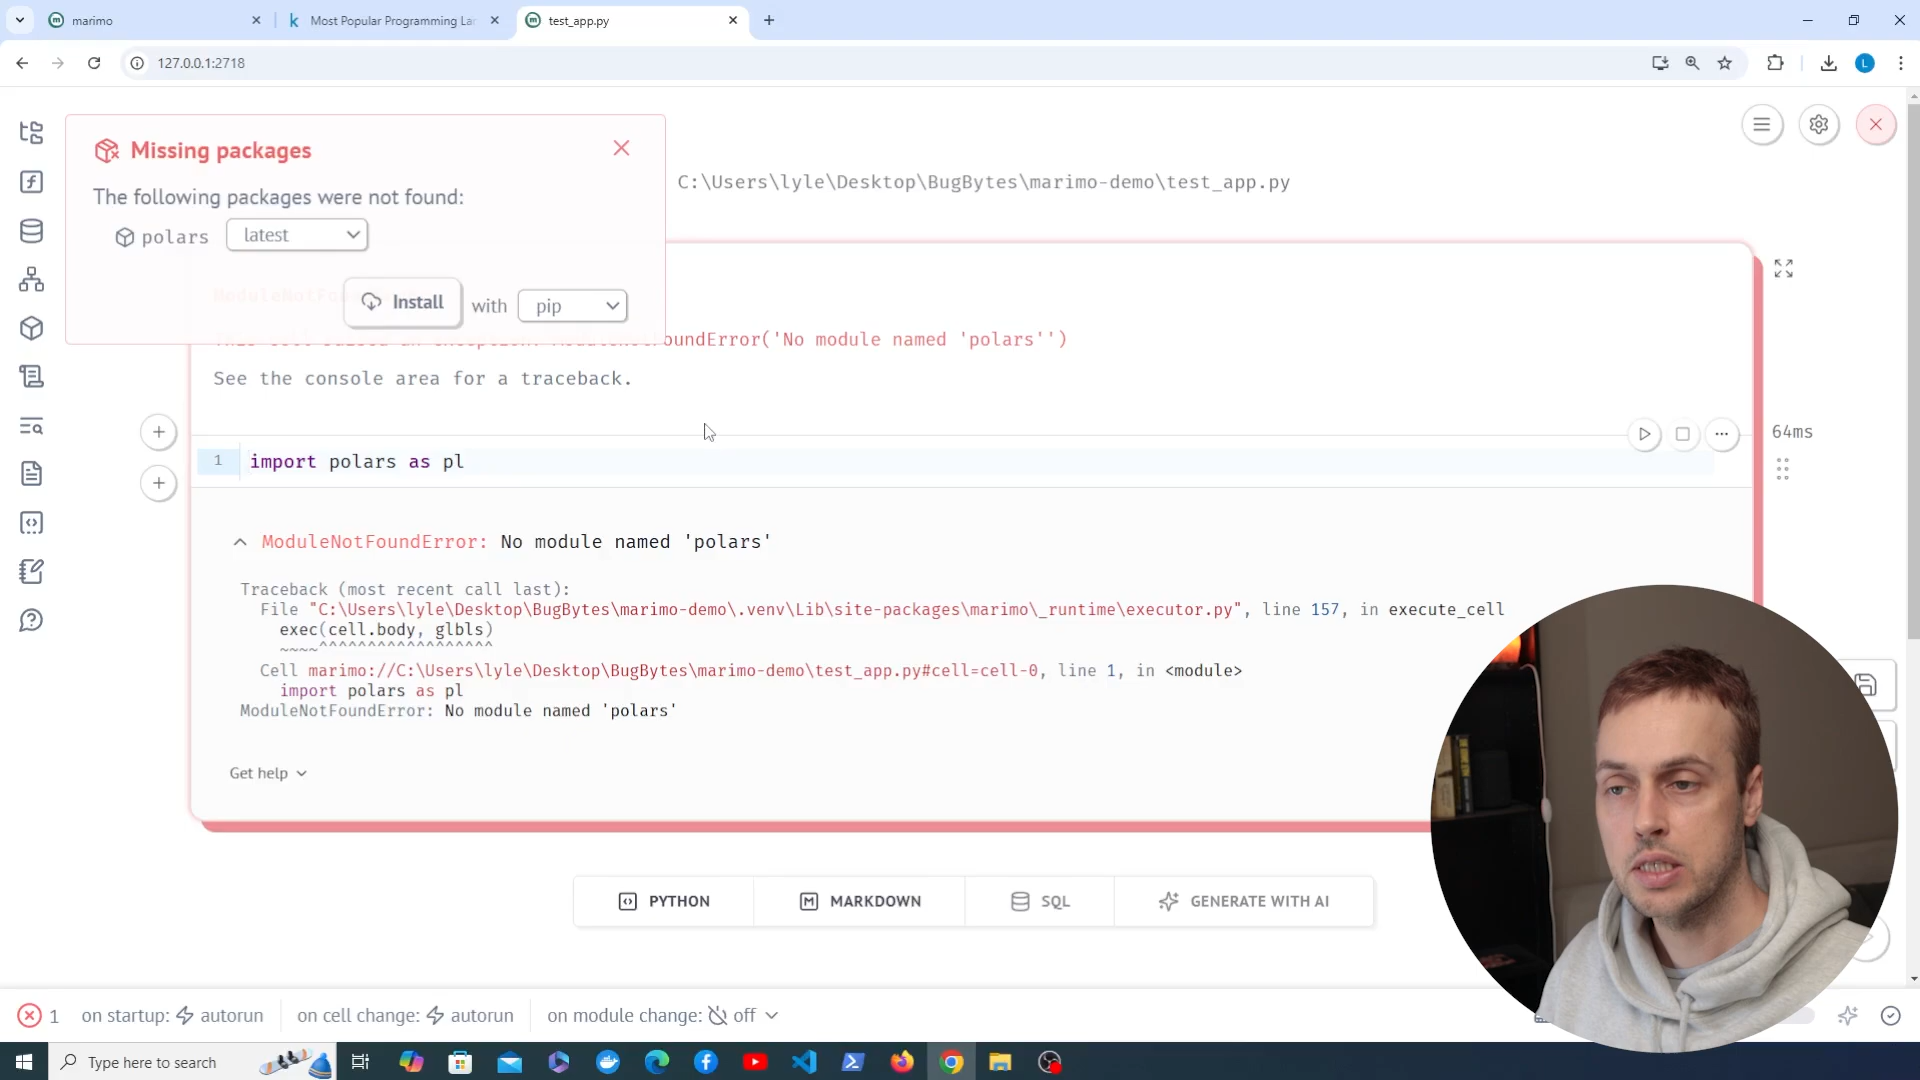 marimo
Most Popular Programming Lan
test_app.py
127.0.0.1:2718
L
Missing packages
The following packages were not found:
polars
latest
Install
with
pip
C:\Users\lyle\Desktop\BugBytes\marimo-demo\test_app.py
oundError('No module named 'polars'')
See the console area for a traceback.
64ms
1
import polars as pl
ModuleNotFoundError: No module named 'polars'
Traceback (most recent call last):
File "C:\Users\lyle\Desktop\BugBytes\marimo-demo\.venv\Lib\site-packages\marimo\_runtime\executor.py", line 157, in execute_cell
exec(cell.body, glbls)
~~~~^^^^^^^^^^^^^^^^^^
Cell marimo://C:\Users\lyle\Desktop\BugBytes\marimo-demo\test_app.py#cell=cell-0, line 1, in <module>
import polars as pl
ModuleNotFoundError: No module named 'polars'
Get help
PYTHON
MARKDOWN
SQL
GENERATE WITH AI
1
on startup: autorun
on cell change: autorun
on module change: off
Type here to search